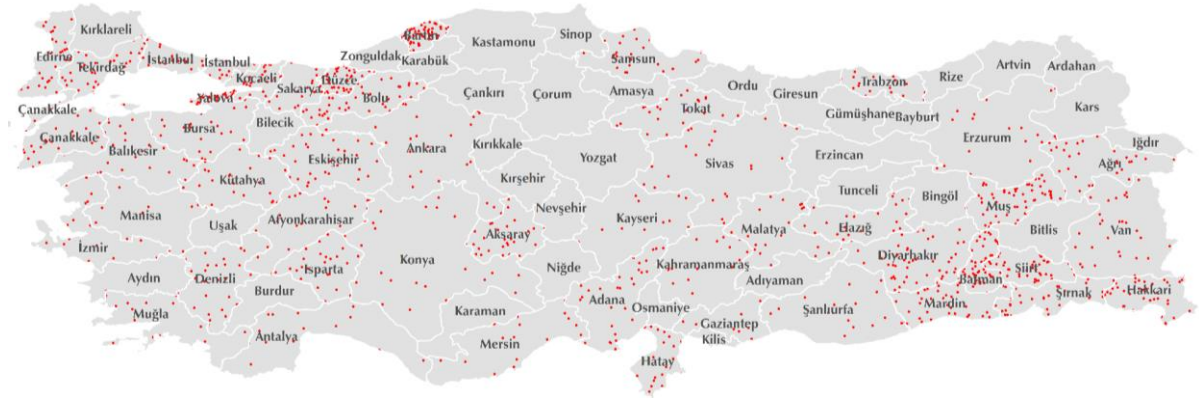 Kırklareli
Edirne
Tekirdağ
İstanbul
İstanbul
Kocaeli
Yalova
Sakarya
Düzce
Bolu
Zonguldak
Bartın
Karabük
Kastamonu
Sinop
Samsun
Çankırı
Çorum
Amasya
Tokat
Ordu
Giresun
Trabzon
Rize
Artvin
Ardahan
Gümüşhane
Bayburt
Kars
Erzurum
Iğdır
Ağrı
Çanakkale
Çanakkale
Balıkesir
Bursa
Bilecik
Eskişehir
Kütahya
Ankara
Kırıkkale
Kırşehir
Yozgat
Sivas
Erzincan
Tunceli
Bingöl
Muş
Bitlis
Van
Manisa
Uşak
Afyonkarahişar
Nevşehir
Kayseri
Malatya
Hazığ
İzmir
Aksaray
Konya
Niğde
Kahramanmaraş
Adıyaman
Diyarbakır
Batman
Siirt
Şırnak
Hakkari
Aydın
Denizli
Isparta
Burdur
Muğla
Antalya
Karaman
Mersin
Adana
Osmaniye
Gaziantep
Kilis
Hatay
Şanlıurfa
Mardin